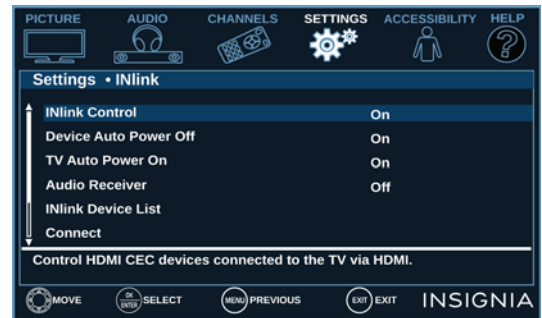 PICTURE AUDIO CHANNELS SETTINGS ACCESSIBILITY HELP
Settings • INlink
INlink Control On
Device Auto Power Off On
TV Auto Power On On
Audio Receiver Off
INlink Device List
Connect
Control HDMI CEC devices connected to the TV via HDMI.
MOVE OK ENTER SELECT MENU PREVIOUS EXIT EXIT INSIGNIA